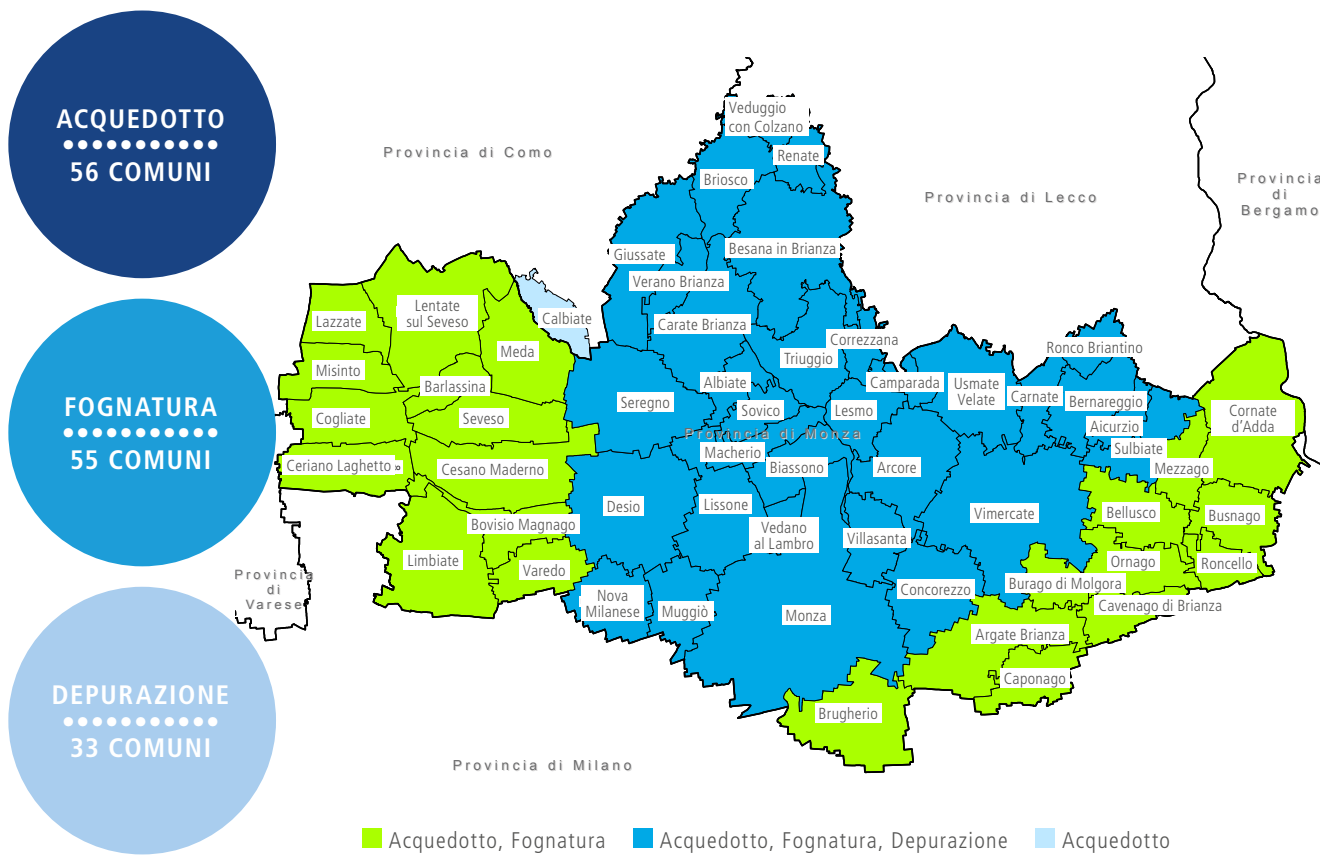 ACQUEDOTTO
56 COMUNI
FOGNATURA
55 COMUNI
DEPURAZIONE
33 COMUNI
Provincia di Como
Provincia di Lecco
Provincia
di
Bergamo
Provincia di Monza
Provincia
di
Varese
Provincia di Milano
Veduggio
con Colzano
Renate
Briosco
Giussate
Besana in Brianza
Verano Brianza
Carate Brianza
Calbiate
Lentate
sul Seveso
Lazzate
Meda
Misinto
Barlassina
Cogliate
Seveso
Ceriano Laghetto
Cesano Maderno
Bovisio Magnago
Limbiate
Varedo
Correzzana
Triuggio
Albiate
Seregno
Sovico
Lesmo
Camparada
Usmate
Velate
Carnate
Ronco Briantino
Bernareggio
Aicurzio
Sulbiate
Mezzago
Cornate
d’Adda
Macherio
Biassono
Arcore
Desio
Lissone
Vedano
al Lambro
Villasanta
Vimercate
Bellusco
Busnago
Ornago
Roncello
Burago di Molgora
Cavenago di Brianza
Concorezzo
Nova
Milanese
Muggiò
Monza
Argate Brianza
Caponago
Brugherio
Acquedotto, Fognatura
Acquedotto, Fognatura, Depurazione
Acquedotto